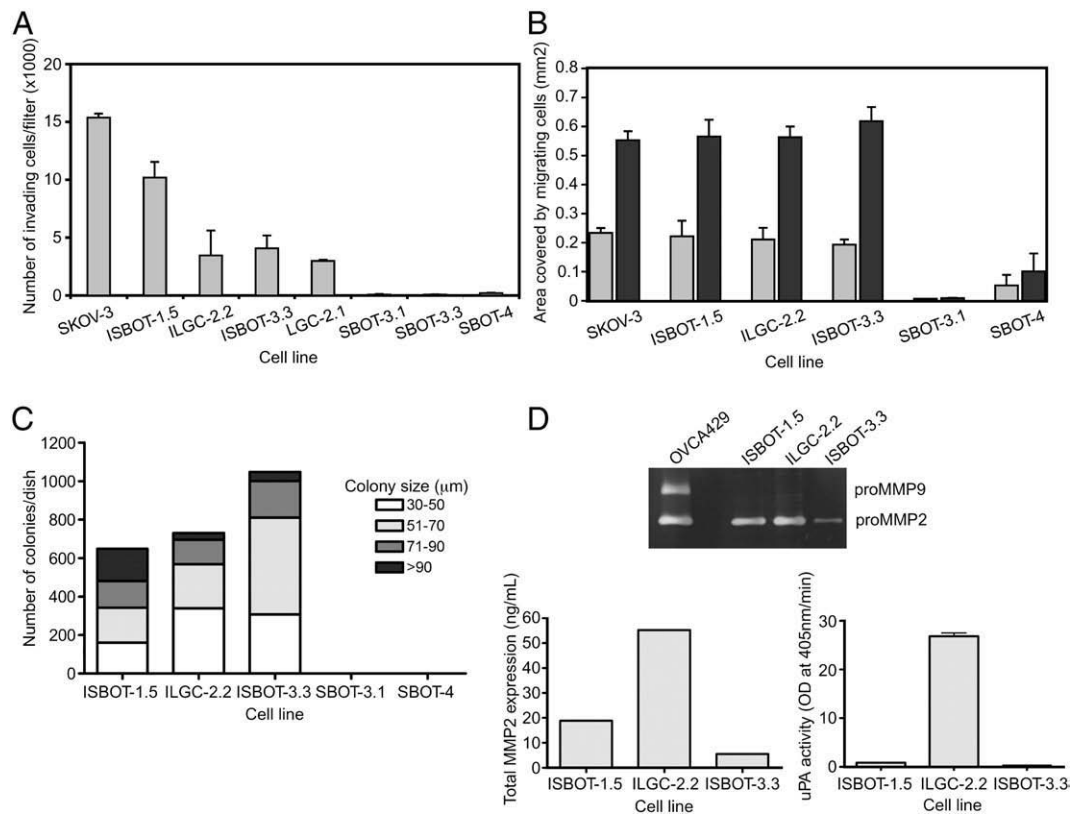 A
Number of invading cells/filter (x1000)
20
15
10
5
0
SKOV-3
ISBOT-1.5
ILGC-2.2
ISBOT-3.3
LGC-2.1
SBOT-3.1
SBOT-3.3
SBOT-4
Cell line
B
Area covered by migrating cells (mm2)
0.8
0.6
0.5
0.3
0.2
0.1
0
SKOV-3
ISBOT-1.5
ILGC-2.2
ISBOT-3.3
SBOT-3.1
SBOT-4
Cell line
C
Number of colonies/dish
1200
1000
800
600
400
200
0
Colony size (μm)
30-50
51-70
71-90
>90
ISBOT-1.5
ILGC-2.2
ISBOT-3.3
SBOT-3.1
SBOT-4
Cell line
D
OVCA429
ISBOT-1.5
ILGC-2.2
ISBOT-3.3
proMMP9
proMMP2
Total MMP2 expression (ng/mL)
60
50
40
30
20
10
0
ISBOT-1.5
ILGC-2.2
ISBOT-3.3
Cell line
uPA activity (OD at 405nm/min)
30
20
10
0
ISBOT-1.5
ILGC-2.2
ISBOT-3.3
Cell line